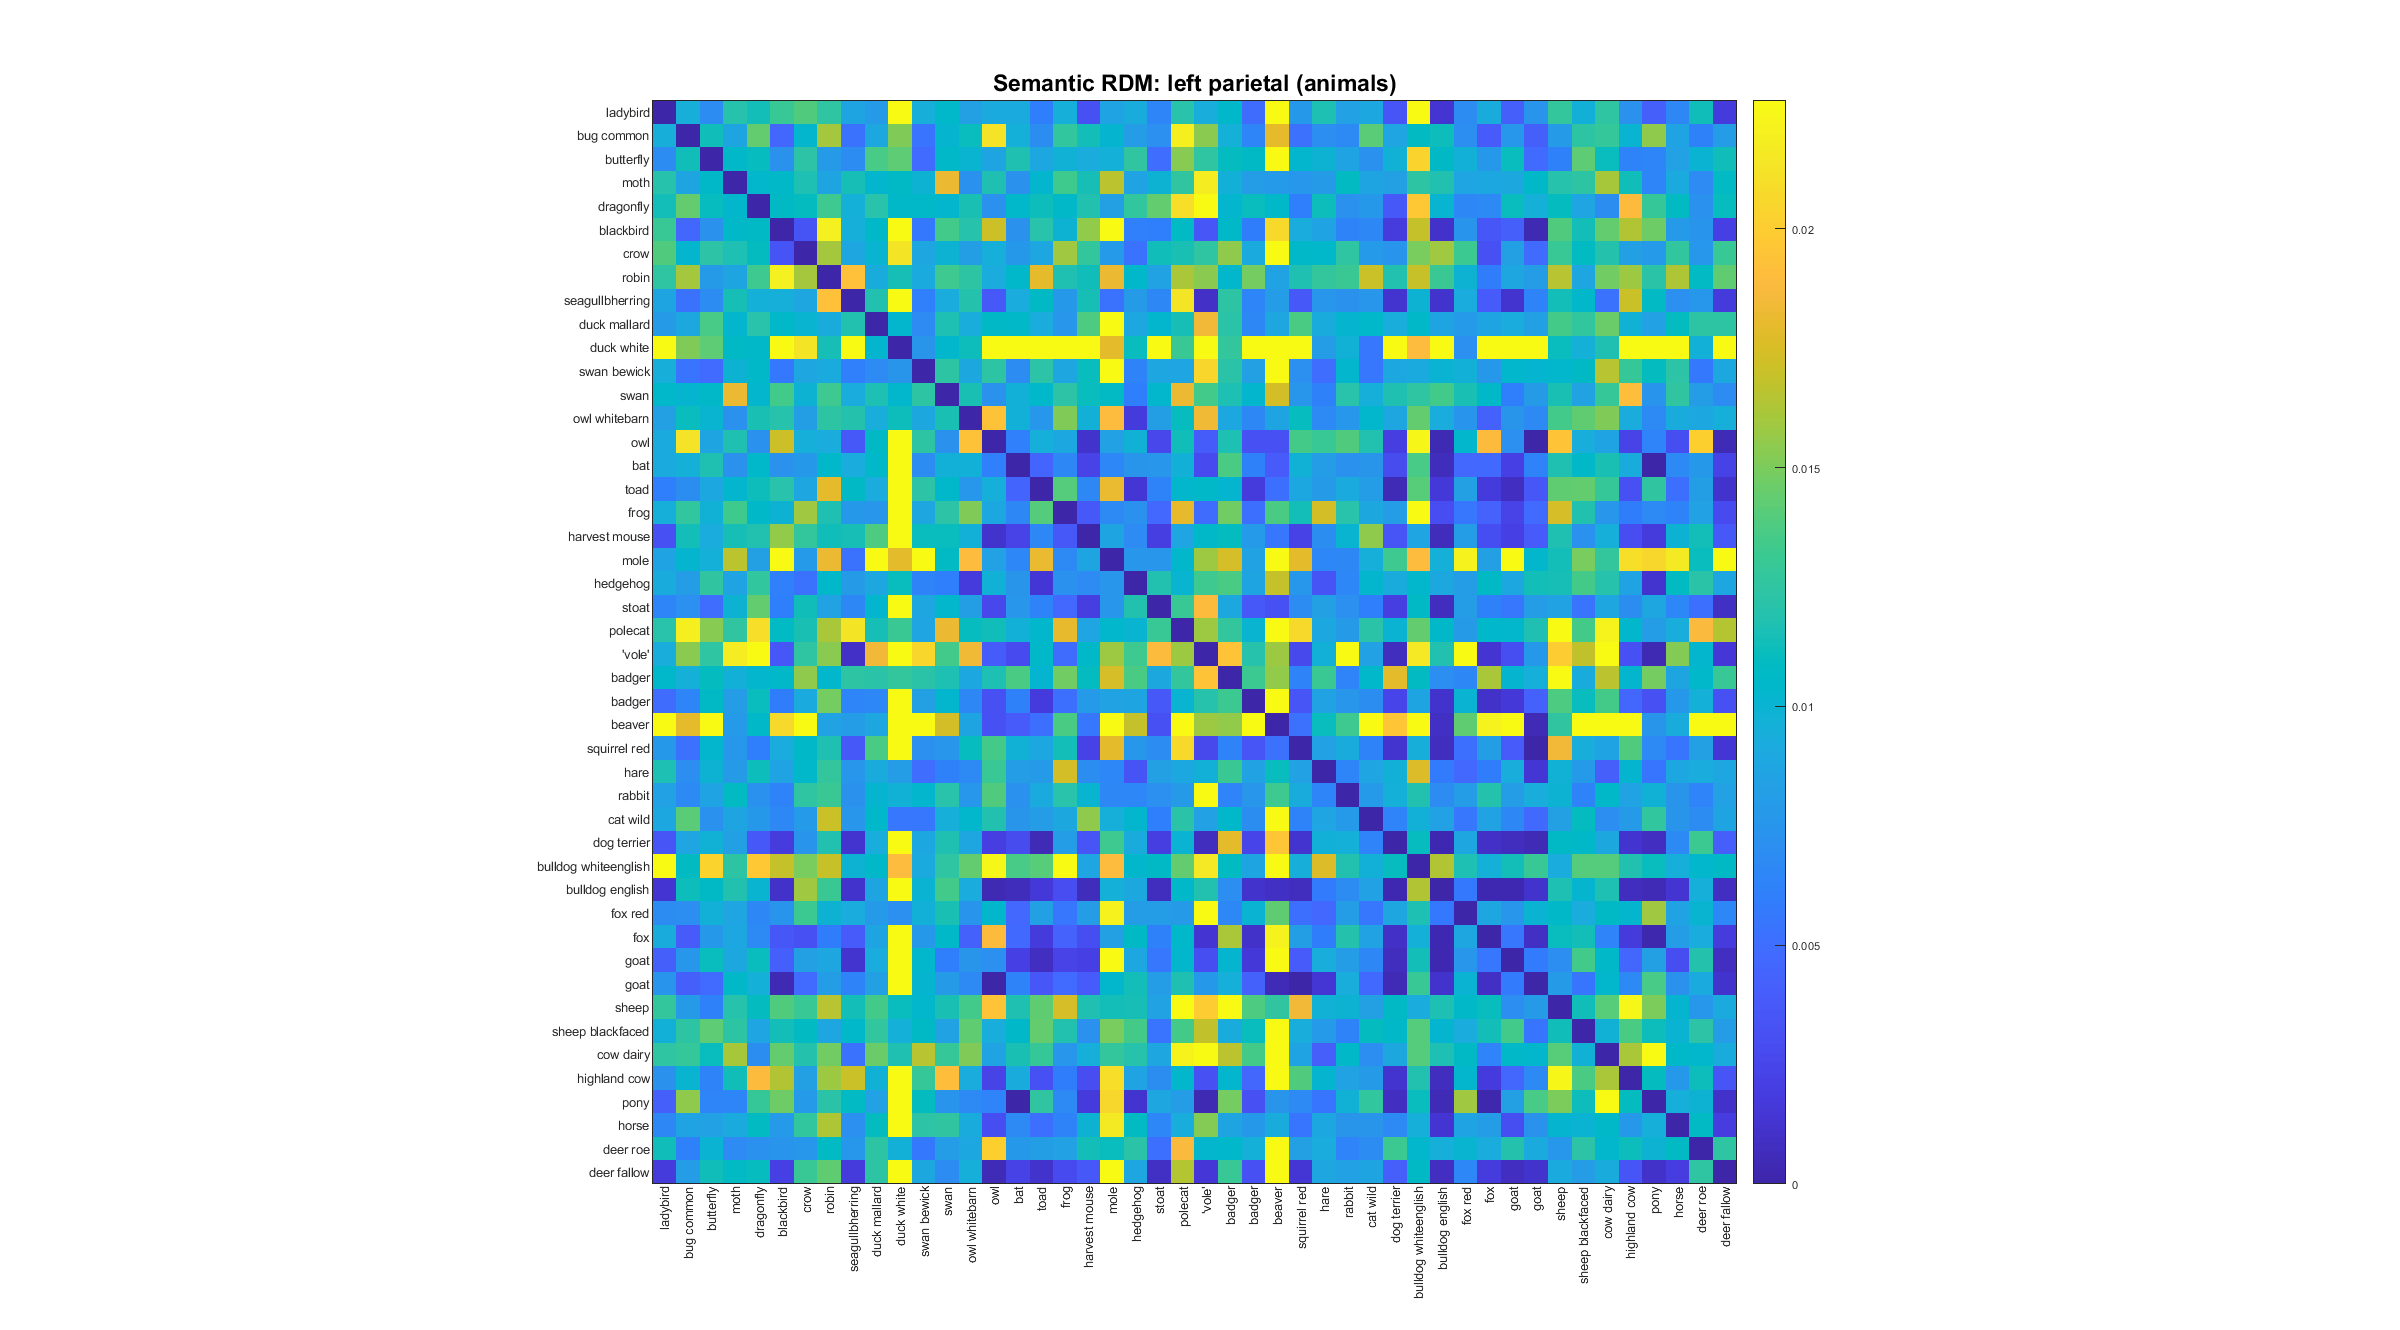 Semantic RDM: left parietal (animals)
ladybird
bug common
butterfly
moth
dragonfly
blackbird
crow
robin
seagullbherring
duck mallard
duck white
swan bewick
swan
owl whitebarn
owl
bat
toad
frog
harvest mouse
mole
hedgehog
stoat
polecat
'vole'
badger
badger
beaver
squirrel red
hare
rabbit
cat wild
dog terrier
bulldog whiteenglish
bulldog english
fox red
fox
goat
goat
sheep
sheep blackfaced
cow dairy
highland cow
pony
horse
deer roe
deer fallow
ladybird
bug common
butterfly
moth
dragonfly
blackbird
crow
robin
seagullbherring
duck mallard
duck white
swan bewick
swan
owl whitebarn
owl
bat
toad
frog
harvest mouse
mole
hedgehog
stoat
polecat
'vole'
badger
badger
beaver
squirrel red
hare
rabbit
cat wild
dog terrier
bulldog whiteenglish
bulldog english
fox red
fox
goat
goat
sheep
sheep blackfaced
cow dairy
highland cow
pony
horse
deer roe
deer fallow
0.02
0.015
0.01
0.005
0